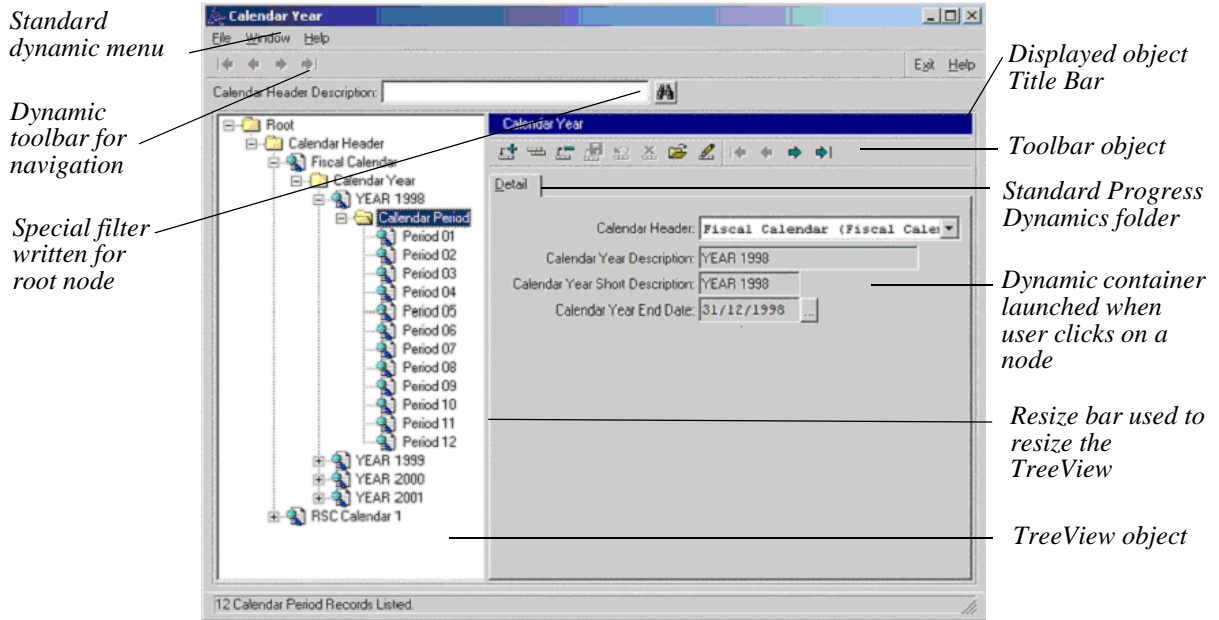 Standard
dynamic menu
Dynamic
toolbar for
navigation
Special filter
written for
root node
Calendar Year
File Window Help
Exit Help
Calendar Header Description:
Root
Calendar Header
Fiscal Calendar
Calendar Year
YEAR 1998
Calendar Period
Period 01
Period 02
Period 03
Period 04
Period 05
Period 06
Period 07
Period 08
Period 09
Period 10
Period 11
Period 12
YEAR 1999
YEAR 2000
YEAR 2001
RSC Calendar 1
Calendar Year
Detail
Calendar Header: Fiscal Calendar (Fiscal Cale
Calendar Year Description: YEAR 1998
Calendar Year Short Description: YEAR 1998
Calendar Year End Date: 31/12/1998 ...
12 Calendar Period Records Listed.
Displayed object
Title Bar
Toolbar object
Standard Progress
Dynamics folder
Dynamic container
launched when
user clicks on a
node
Resize bar used to
resize the
TreeView
TreeView object